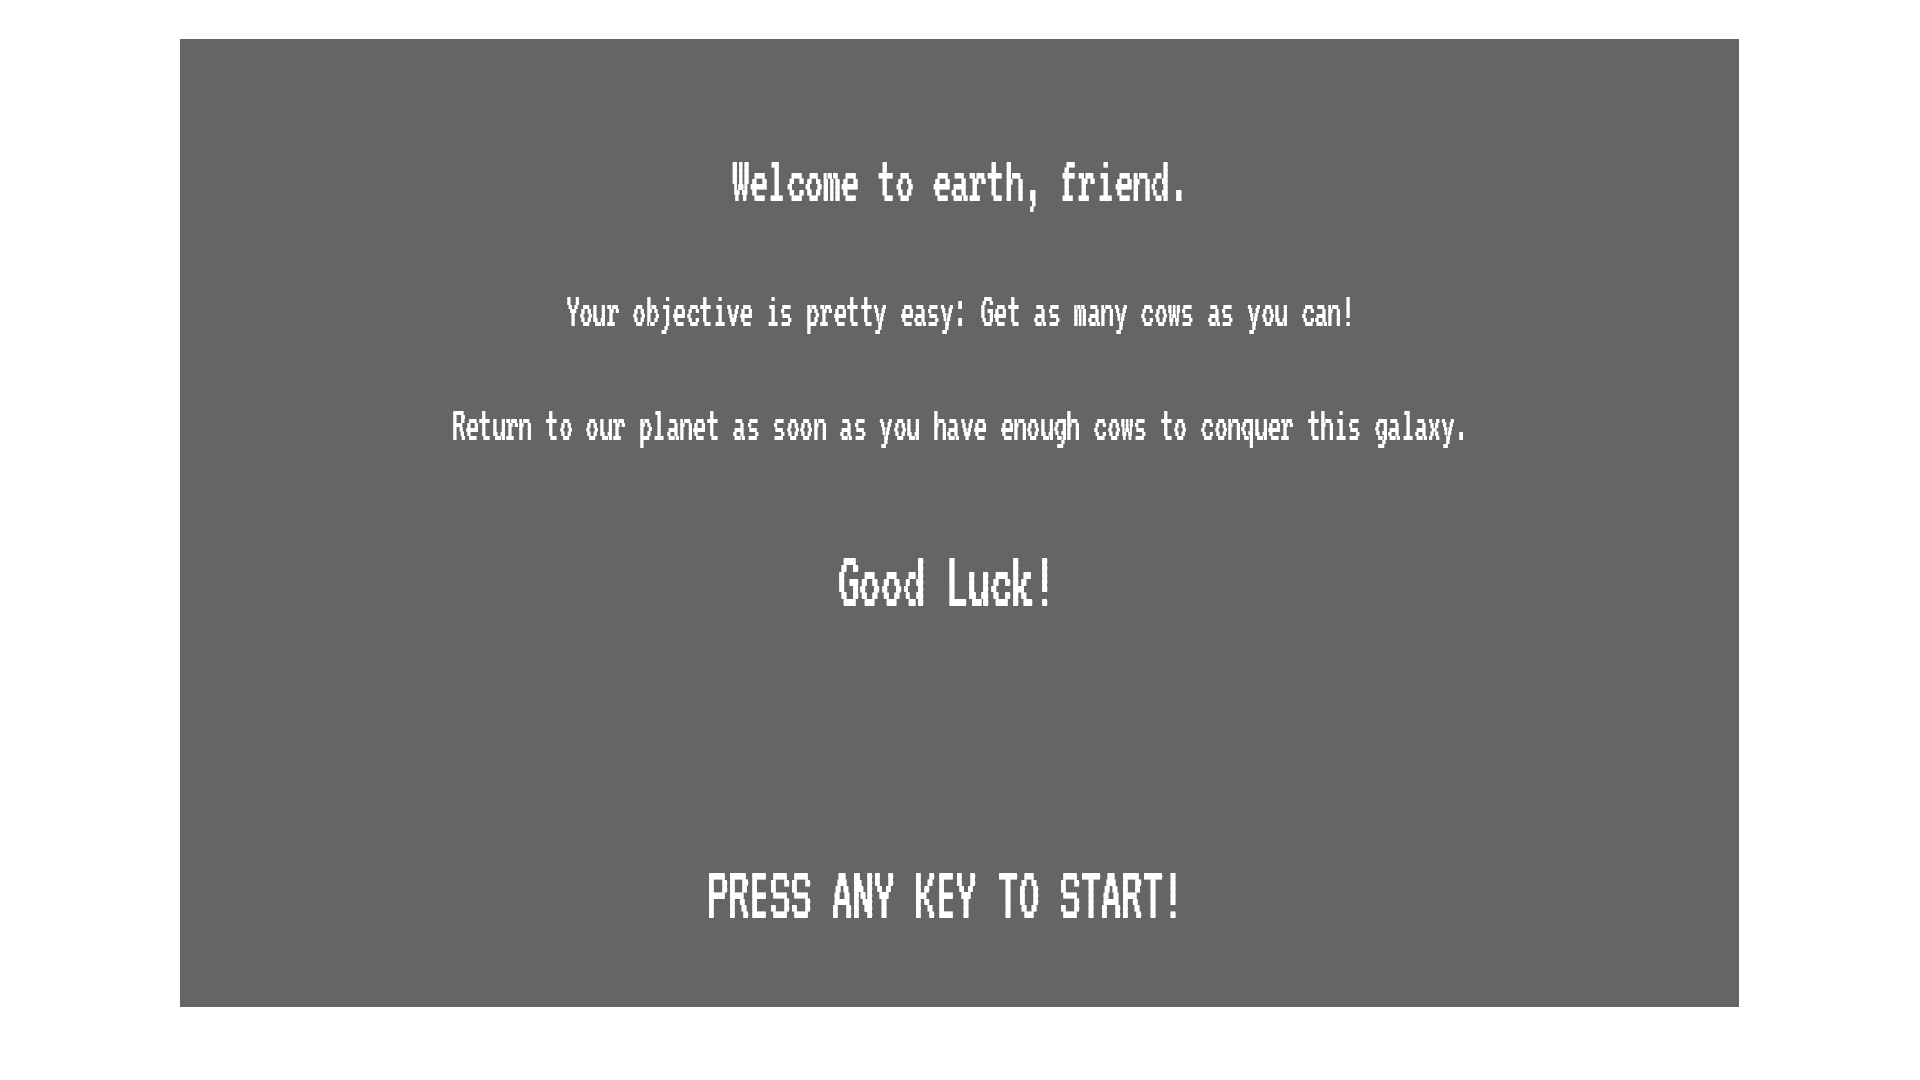 Welcome to earth, friend.
Your objective is pretty easy: Get as many cows as you can!
Return to our planet as soon as you have enough cows to conquer this galaxy.
Good Luck!
PRESS ANY KEY TO START!